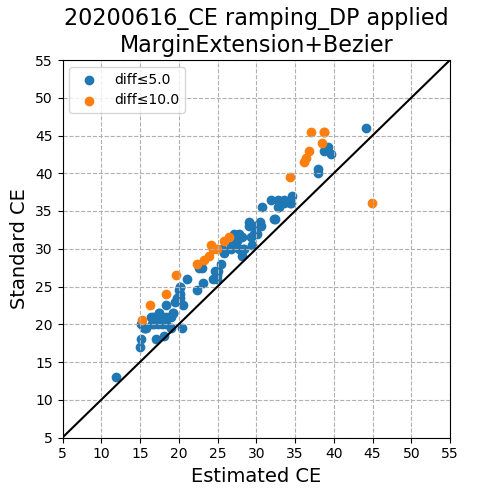 20200616_CE ramping_DP applied
MarginExtension+Bezier
diff≤5.0
diff≤10.0
Standard CE
55
50
45
40
35
30
25
20
15
10
5
5 10 15 20 25 30 35 40 45 50 55
Estimated CE